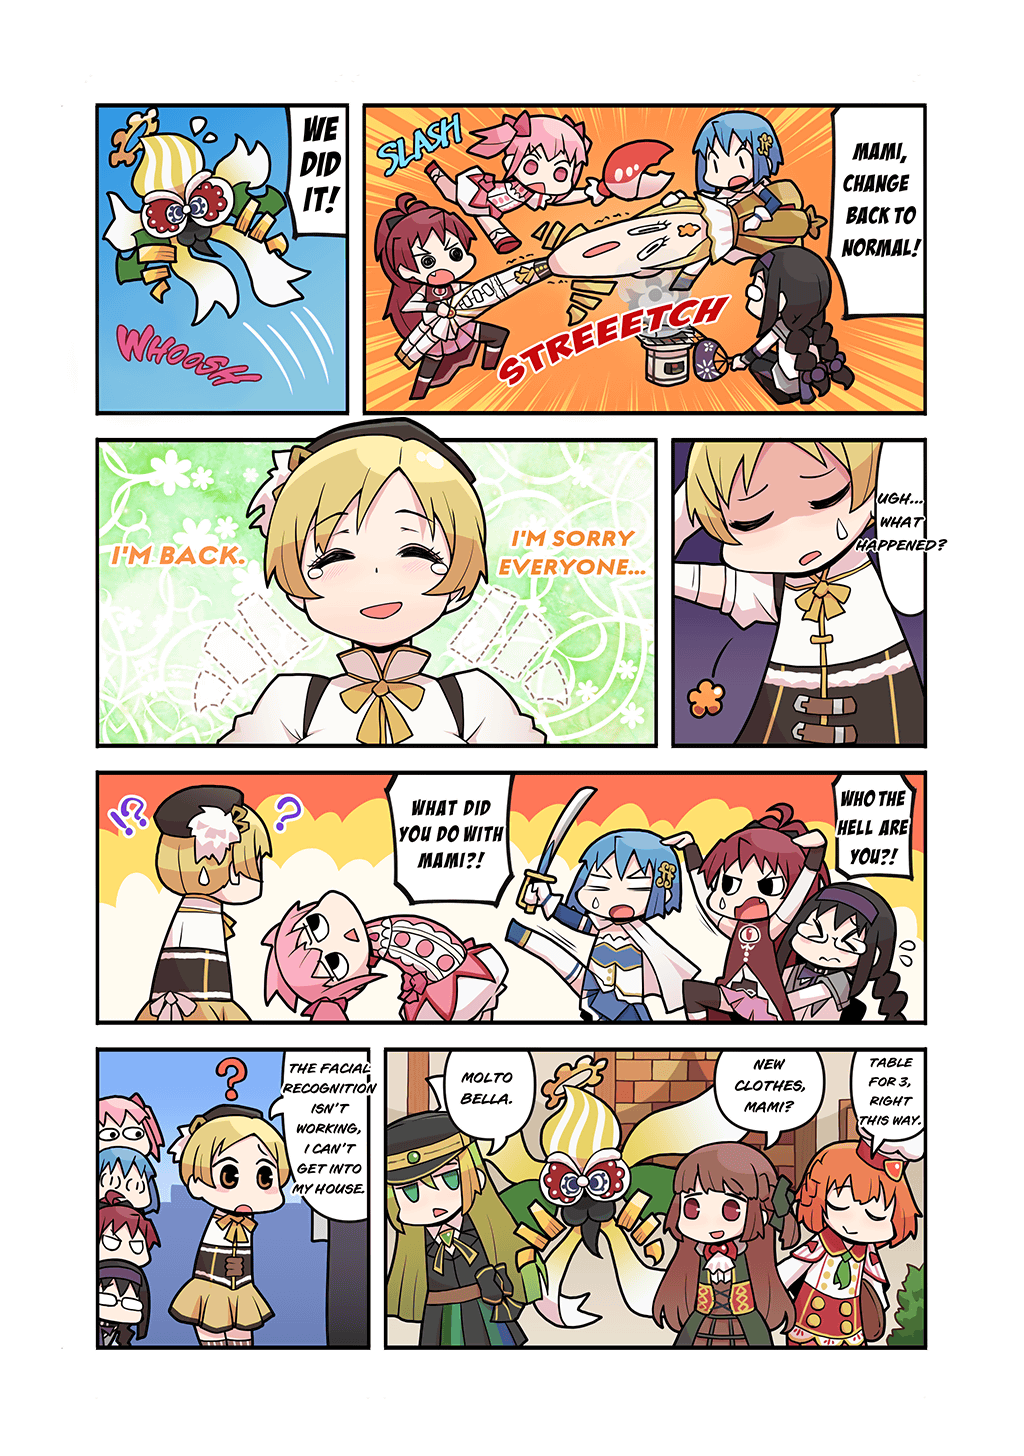 MAMI,
CHANGE
BACK TO
NORMAL!
SLASH
STREEETCH
WE
DID
IT!
WHOOSH
UGH...
WHAT
HAPPENED?
I'M SORRY
EVERYONE...
I'M BACK.
WHO THE
HELL ARE
YOU?!
WHAT DID
YOU DO WITH
MAMI?!
?
!?
TABLE
FOR 3,
RIGHT
THIS WAY.
NEW
CLOTHES,
MAMI?
MOLTO
BELLA.
THE FACIAL
RECOGNITION
ISN'T
WORKING,
I CAN'T
GET INTO
MY HOUSE.
?